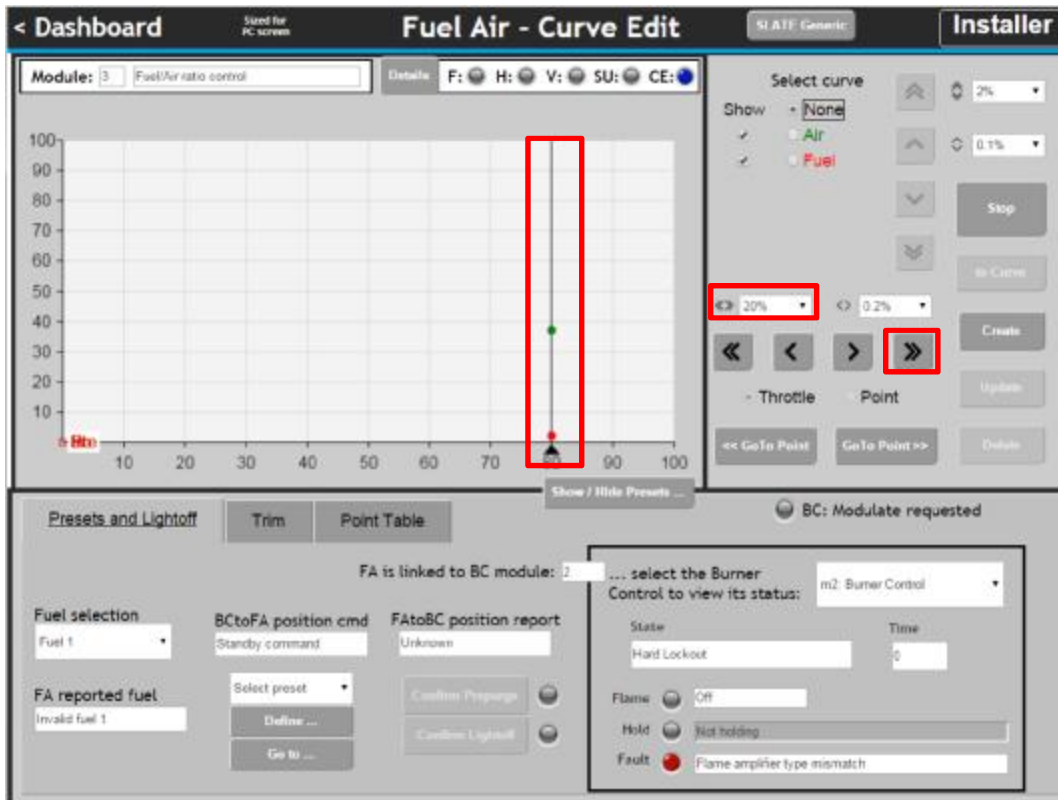 < Dashboard
Sized for
PC screen
Fuel Air - Curve Edit
SLATE Generic
Installer
Module: 3 Fuel/Air ratio control
Details
F: H: V: SU: CE:
Select curve
Show None
Air
Fuel
2%
0.1%
Stop
to Curve
20%
0.2%
Create
Throttle Point
Update
<< GoTo Point
GoTo Point >>
Delete
100
90
80
70
60
50
40
30
20
10
10 20 30 40 50 60 70 80 90 100
Show / Hide Presets ...
Presets and Lightoff
Trim
Point Table
BC: Modulate requested
FA is linked to BC module: 2
... select the Burner
Control to view its status:
m2: Burner Control
Fuel selection
Fuel 1
BCtoFA position cmd
Standby command
FAtoBC position report
Unknown
State
Hard Lockout
Time
0
FA reported fuel
Invalid fuel 1
Select preset
Define ...
Go to ...
Confirm Prepurge
Confirm Lightoff
Flame Off
Hold Not holding
Fault Flame amplifier type mismatch